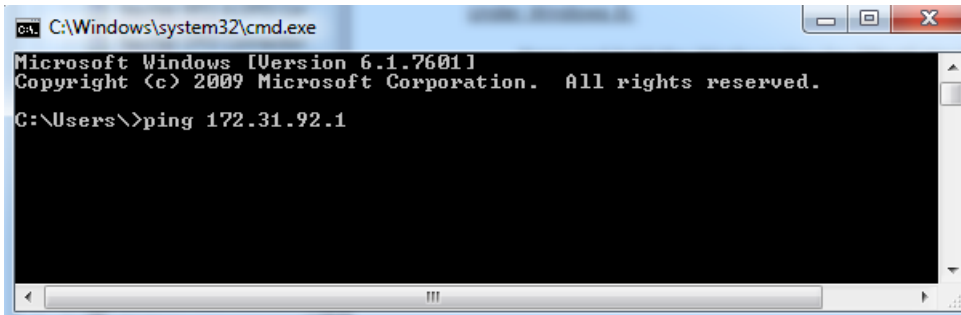 C:\Windows\system32\cmd.exe
Microsoft Windows [Version 6.1.7601]
Copyright (c) 2009 Microsoft Corporation.  All rights reserved.
C:\Users\>ping 172.31.92.1